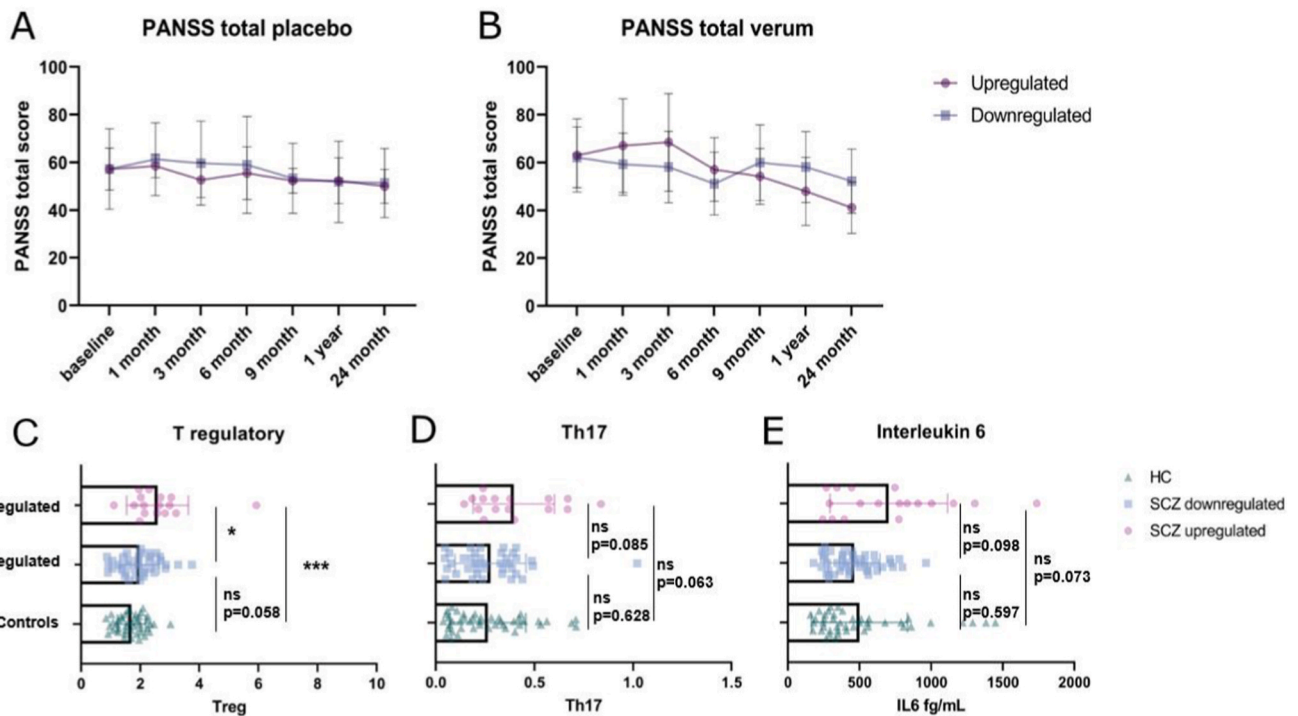 A
PANSS total placebo
PANSS total score
100
80
60
40
20
0
baseline
1 month
3 month
6 month
9 month
1 year
24 month
B
PANSS total verum
PANSS total score
100
80
60
40
20
0
baseline
1 month
3 month
6 month
9 month
1 year
24 month
Upregulated
Downregulated
C
T regulatory
egulated
egulated
Controls
*
***
ns
p=0.058
0 2 4 6 8 10
Treg
D
Th17
ns
p=0.085
ns
p=0.063
ns
p=0.628
0.0 0.5 1.0 1.5
Th17
E
Interleukin 6
ns
p=0.098
ns
p=0.073
ns
p=0.597
0 500 1000 1500 2000
IL6 fg/mL
HC
SCZ downregulated
SCZ upregulated